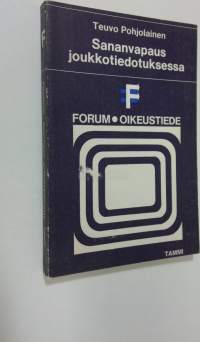 Teuvo Pohjolainen
Sananvapaus
joukkotiedotuksessa
F
FORUM●OIKEUSTIEDE
TAMMI
F